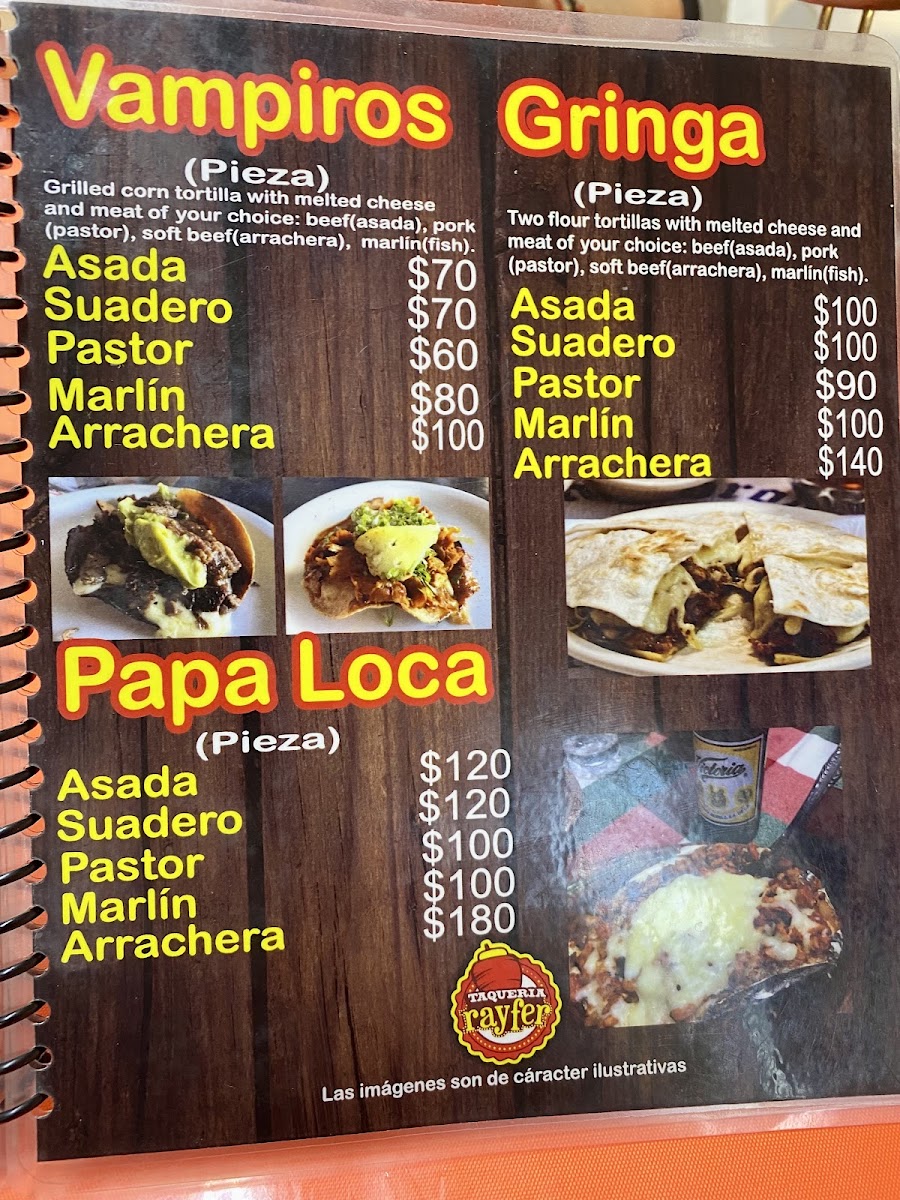 Vampiros
(Pieza)
Grilled corn tortilla with melted cheese
and meat of your choice: beef(asada), pork
(pastor), soft beef(arrachera), marlín(fish).
Asada $70
Suadero $70
Pastor $60
Marlín $80
Arrachera $100
Gringa
(Pieza)
Two flour tortillas with melted cheese and
meat of your choice: beef(asada), pork
(pastor), soft beef(arrachera), marlín(fish).
Asada $100
Suadero $100
Pastor $90
Marlín $100
Arrachera $140
Papa Loca
(Pieza)
Asada $120
Suadero $120
Pastor $100
Marlín $100
Arrachera $180
Victoria
TAQUERIA
rayfer
Las imágenes son de cáracter ilustrativas